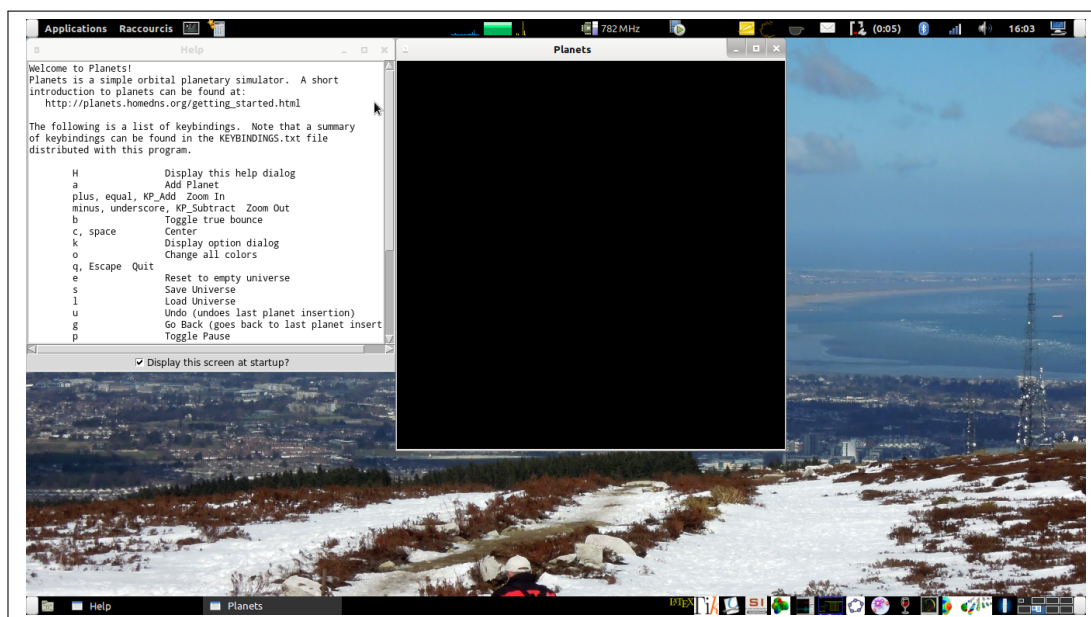 Applications Raccourcis 782 MHz (0:05) 16:03
Help
Planets
Welcome to Planets!
Planets is a simple orbital planetary simulator. A short
introduction to planets can be found at:
http://planets.homedns.org/getting_started.html
The following is a list of keybindings. Note that a summary
of keybindings can be found in the KEYBINDINGS.txt file
distributed with this program.
H Display this help dialog
a Add Planet
plus, equal, KP_Add Zoom In
minus, underscore, KP_Subtract Zoom Out
b Toggle true bounce
c, space Center
k Display option dialog
o Change all colors
q, Escape Quit
e Reset to empty universe
s Save Universe
l Load Universe
u Undo (undoes last planet insertion)
g Go Back (goes back to last planet insert
p Toggle Pause
Display this screen at startup?
Help Planets LATEX SI